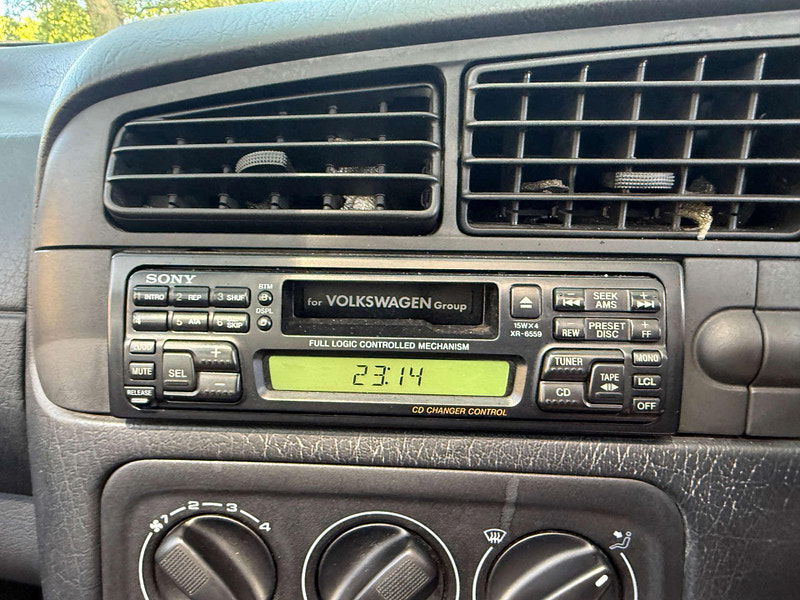 SONY
1 INTRO 2 REP 3 SHUF
BTM
for VOLKSWAGEN Group
SEEK
AMS
5 ATA 6 SKIP
DSPL
15W×4
XR-6559
REW PRESET DISC FF
FULL LOGIC CONTROLLED MECHANISM
MUTE
SEL
+
−
23:14
TUNER
MONO
CD
TAPE
LCL
RELEASE
CD CHANGER CONTROL
OFF
1 2 3 4